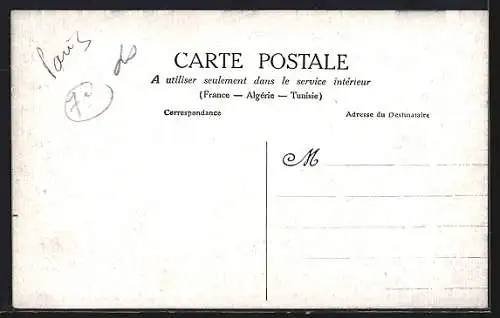 Paris
CARTE POSTALE
A utiliser seulement dans le service intérieur
(France — Algérie — Tunisie)
Correspondance
Adresse du Destinataire
M